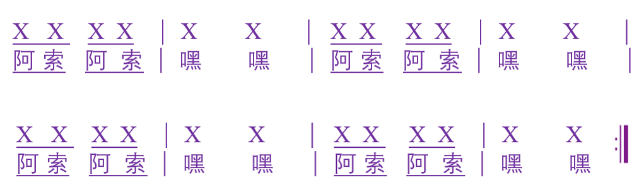 X X X X | X X | X X X X | X X |
阿 索 阿 索 | 嘿 嘿 | 阿 索 阿 索 | 嘿 嘿 |
X X X X | X X | X X X X | X X :‖
阿 索 阿 索 | 嘿 嘿 | 阿 索 阿 索 | 嘿 嘿